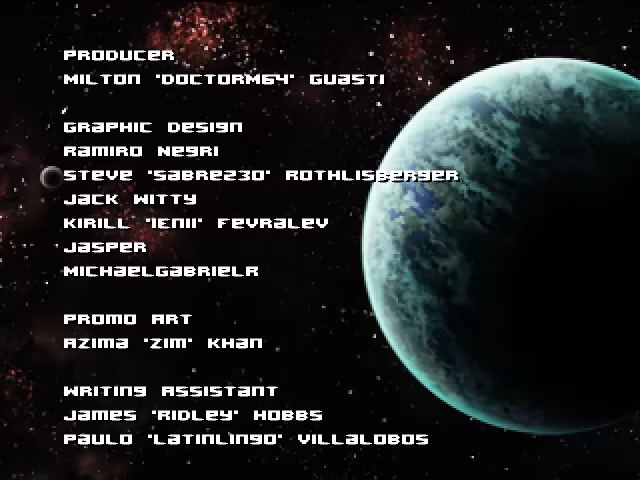 PRODUCER
MILTON "DOCTORM64" GUASTI
GRAPHIC DESIGN
RAMIRO NEGRI
STEVE "SABRE230" ROTHLISBERGER
JACK WITTY
KIRILL "IENII" FEVRALEV
JASPER
MICHAELGABRIELR
PROMO ART
AZIMA "ZIM" KHAN
WRITING ASSISTANT
JAMES "RIDLEY" HOBBS
PAULO "LATINLINGO" VILLALOBOS